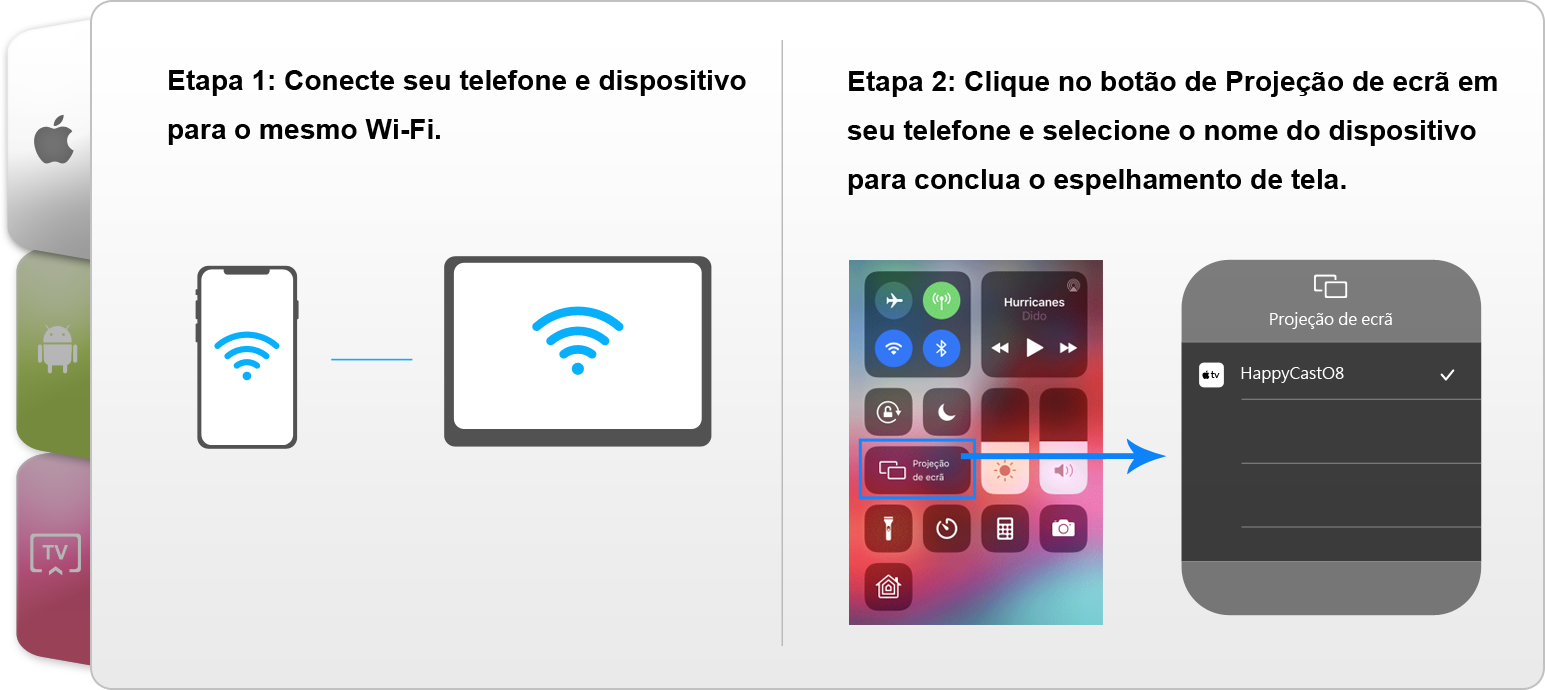 Etapa 1: Conecte seu telefone e dispositivo
para o mesmo Wi-Fi.
Etapa 2: Clique no botão de Projeção de ecrã em
seu telefone e selecione o nome do dispositivo
para conclua o espelhamento de tela.
Hurricanes
Dido
Projeção
de ecrã
Projeção de ecrã
tv
HappyCastO8
TV